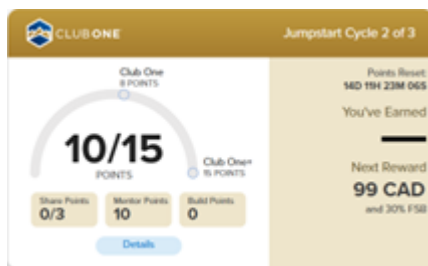 CLUBONE
Jumpstart Cycle 2 of 3
Club One
8 POINTS
10/15
POINTS
Club One+
15 POINTS
Share Points
0/3
Mentor Points
10
Build Points
0
Details
Points Reset:
14D 11H 23M 06S
You've Earned
Next Reward
99 CAD
and 30% FSB